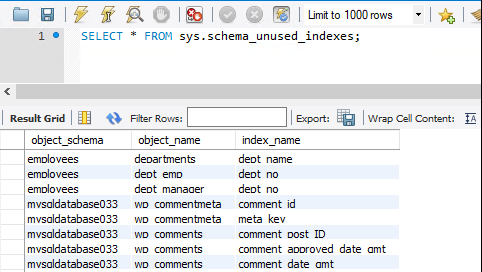 Limit to 1000 rows
1 SELECT * FROM sys.schema_unused_indexes;
Result Grid Filter Rows: Export: Wrap Cell Content: IA
object_schema object_name index_name
employees departments dept_name
employees dept_emp dept_no
employees dept_manager dept_no
mysqldatabase033 wp_commentmeta comment_id
mysqldatabase033 wp_commentmeta meta_key
mysqldatabase033 wp_comments comment_post_ID
mysqldatabase033 wp_comments comment_approved_date_gmt
mysqldatabase033 wp_comments comment_date_gmt